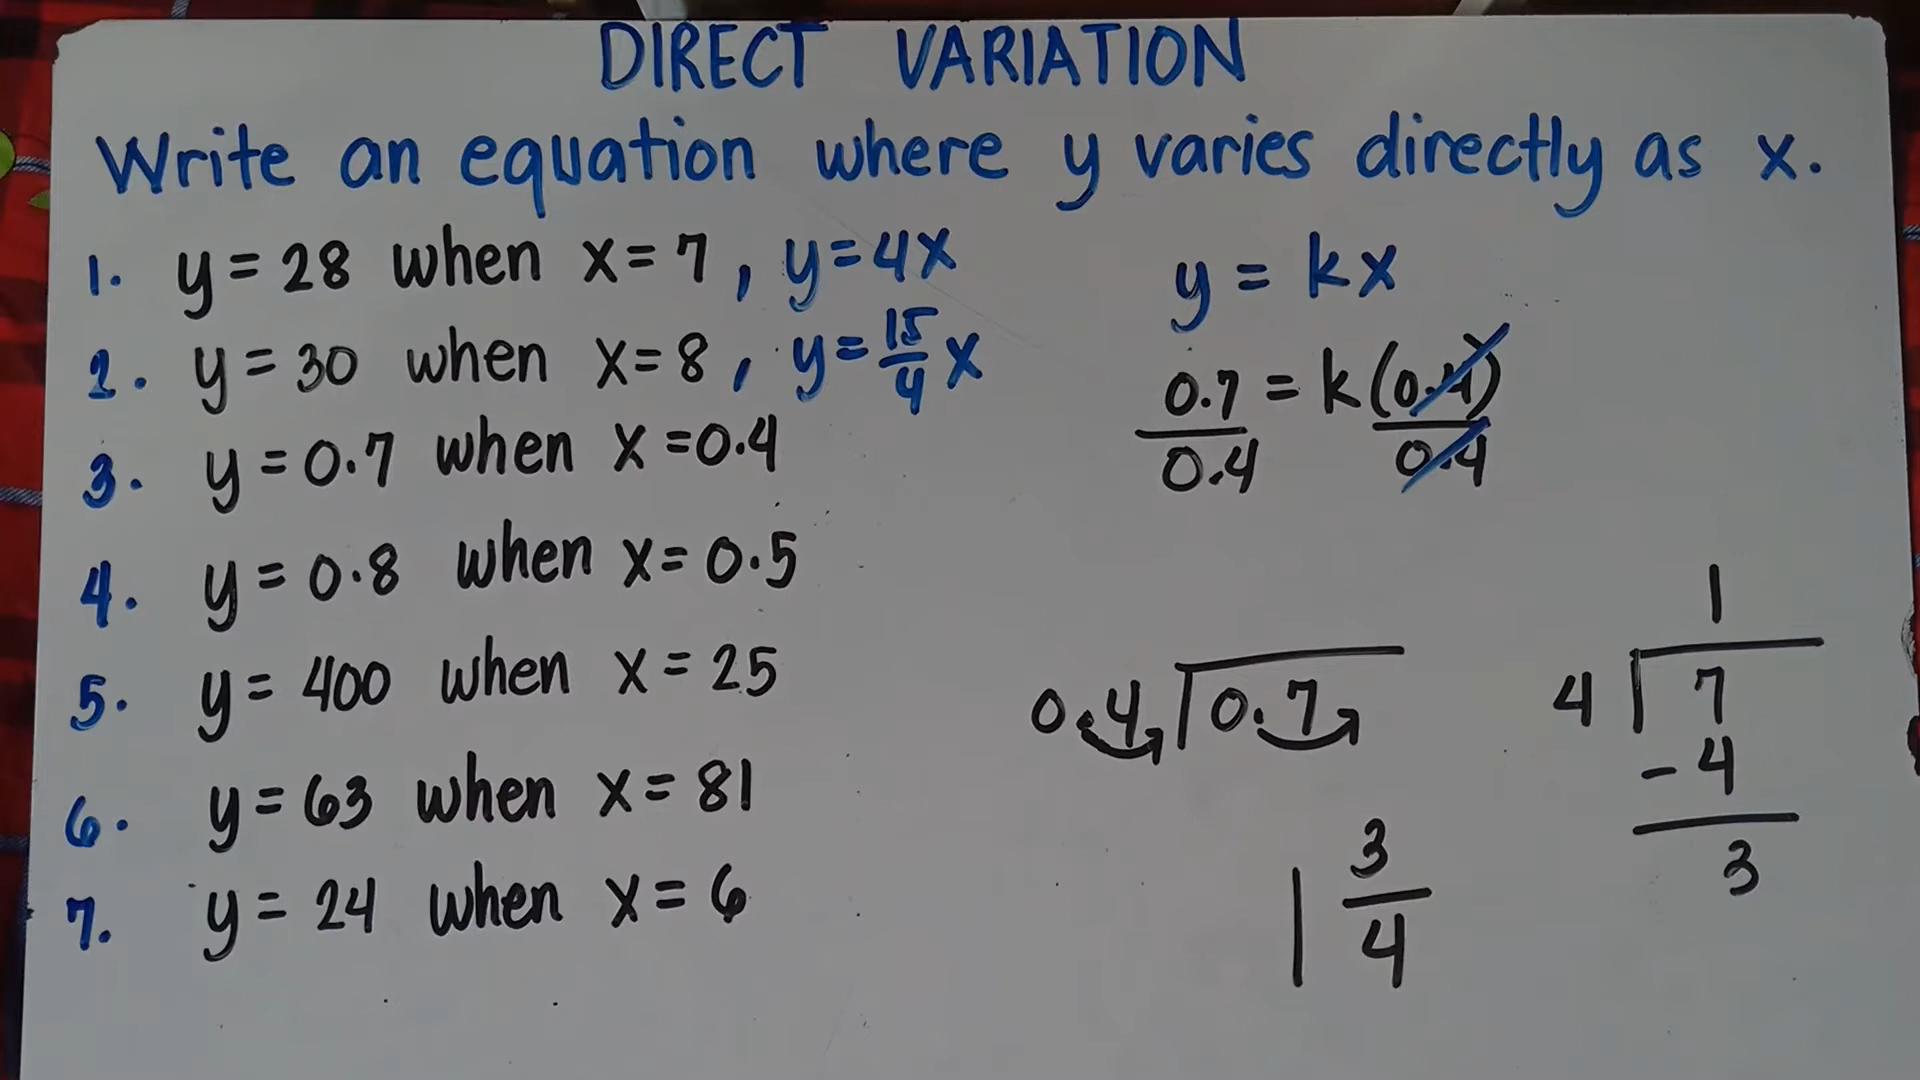 DIRECT VARIATION
Write an equation where y varies directly as x.
1. y = 28 when x = 7, y = 4x
2. y = 30 when x = 8, y = 15/4 x
3. y = 0.7 when x = 0.4
4. y = 0.8 when x = 0.5
5. y = 400 when x = 25
6. y = 63 when x = 81
7. y = 24 when x = 6
y = kx
0.7 = k(0.4)
0.4 0.4
0.4 0.7
1 3/4
1
4 7
- 4
3